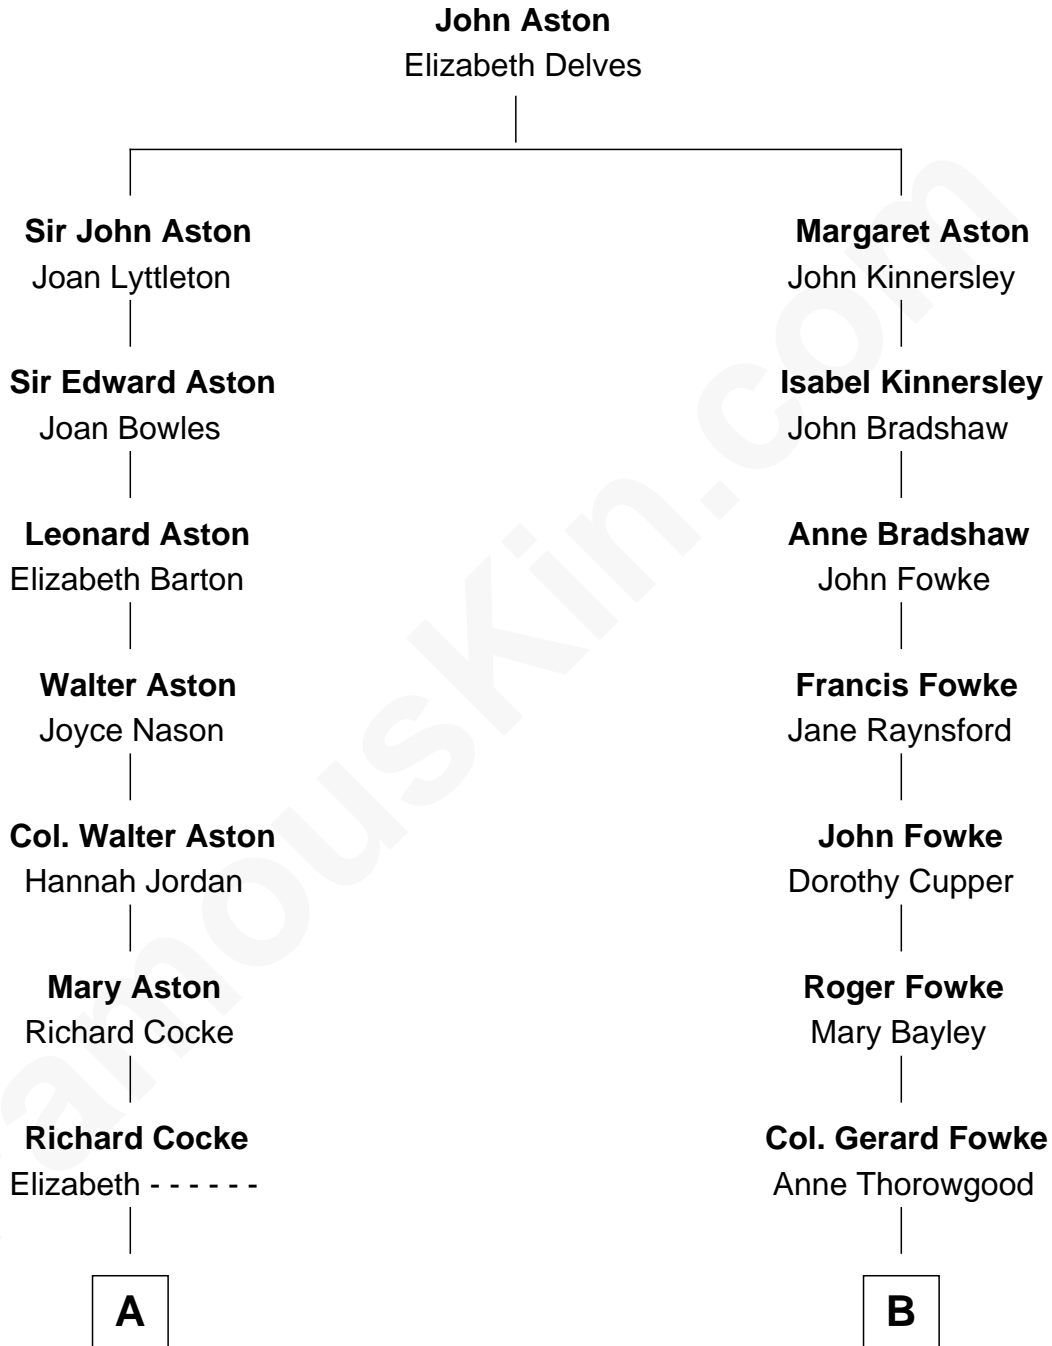 John Aston
Elizabeth Delves
Sir John Aston
Joan Lyttleton
Margaret Aston
John Kinnersley
Sir Edward Aston
Joan Bowles
Isabel Kinnersley
John Bradshaw
Leonard Aston
Elizabeth Barton
Anne Bradshaw
John Fowke
Walter Aston
Joyce Nason
Francis Fowke
Jane Raynsford
Col. Walter Aston
Hannah Jordan
John Fowke
Dorothy Cupper
Mary Aston
Richard Cocke
Roger Fowke
Mary Bayley
Richard Cocke
Elizabeth - - - - - -
Col. Gerard Fowke
Anne Thorowgood
A
B
famouskin.com